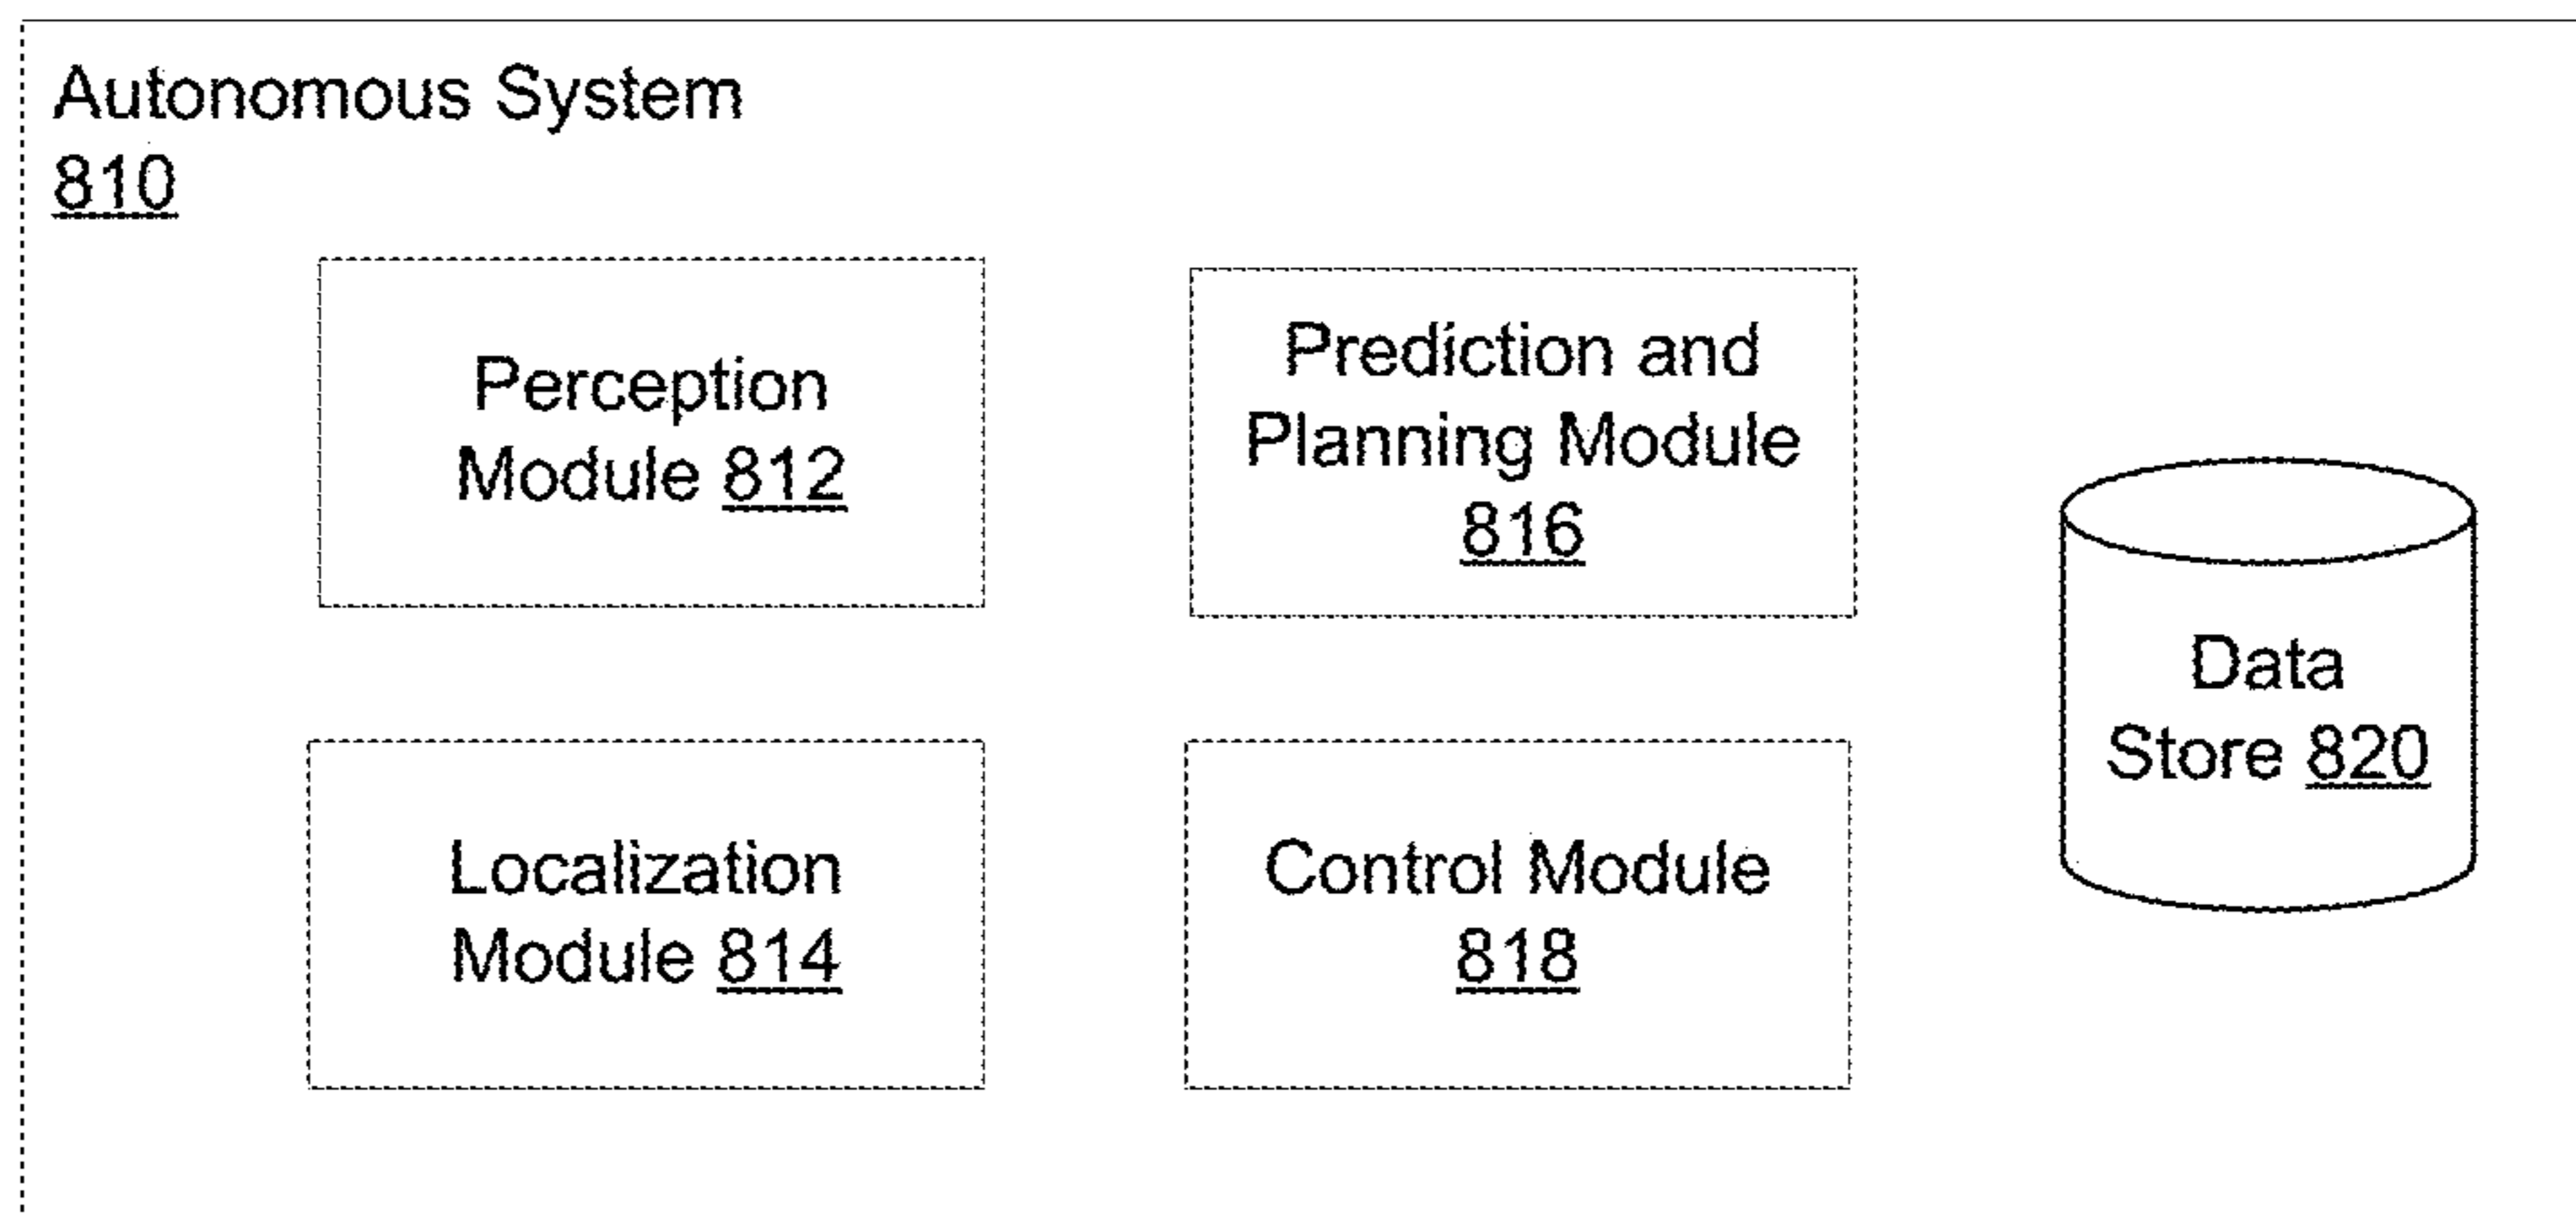 Autonomous System
810
Perception
Module 812
Prediction and
Planning Module
816
Data
Store 820
Localization
Module 814
Control Module
818